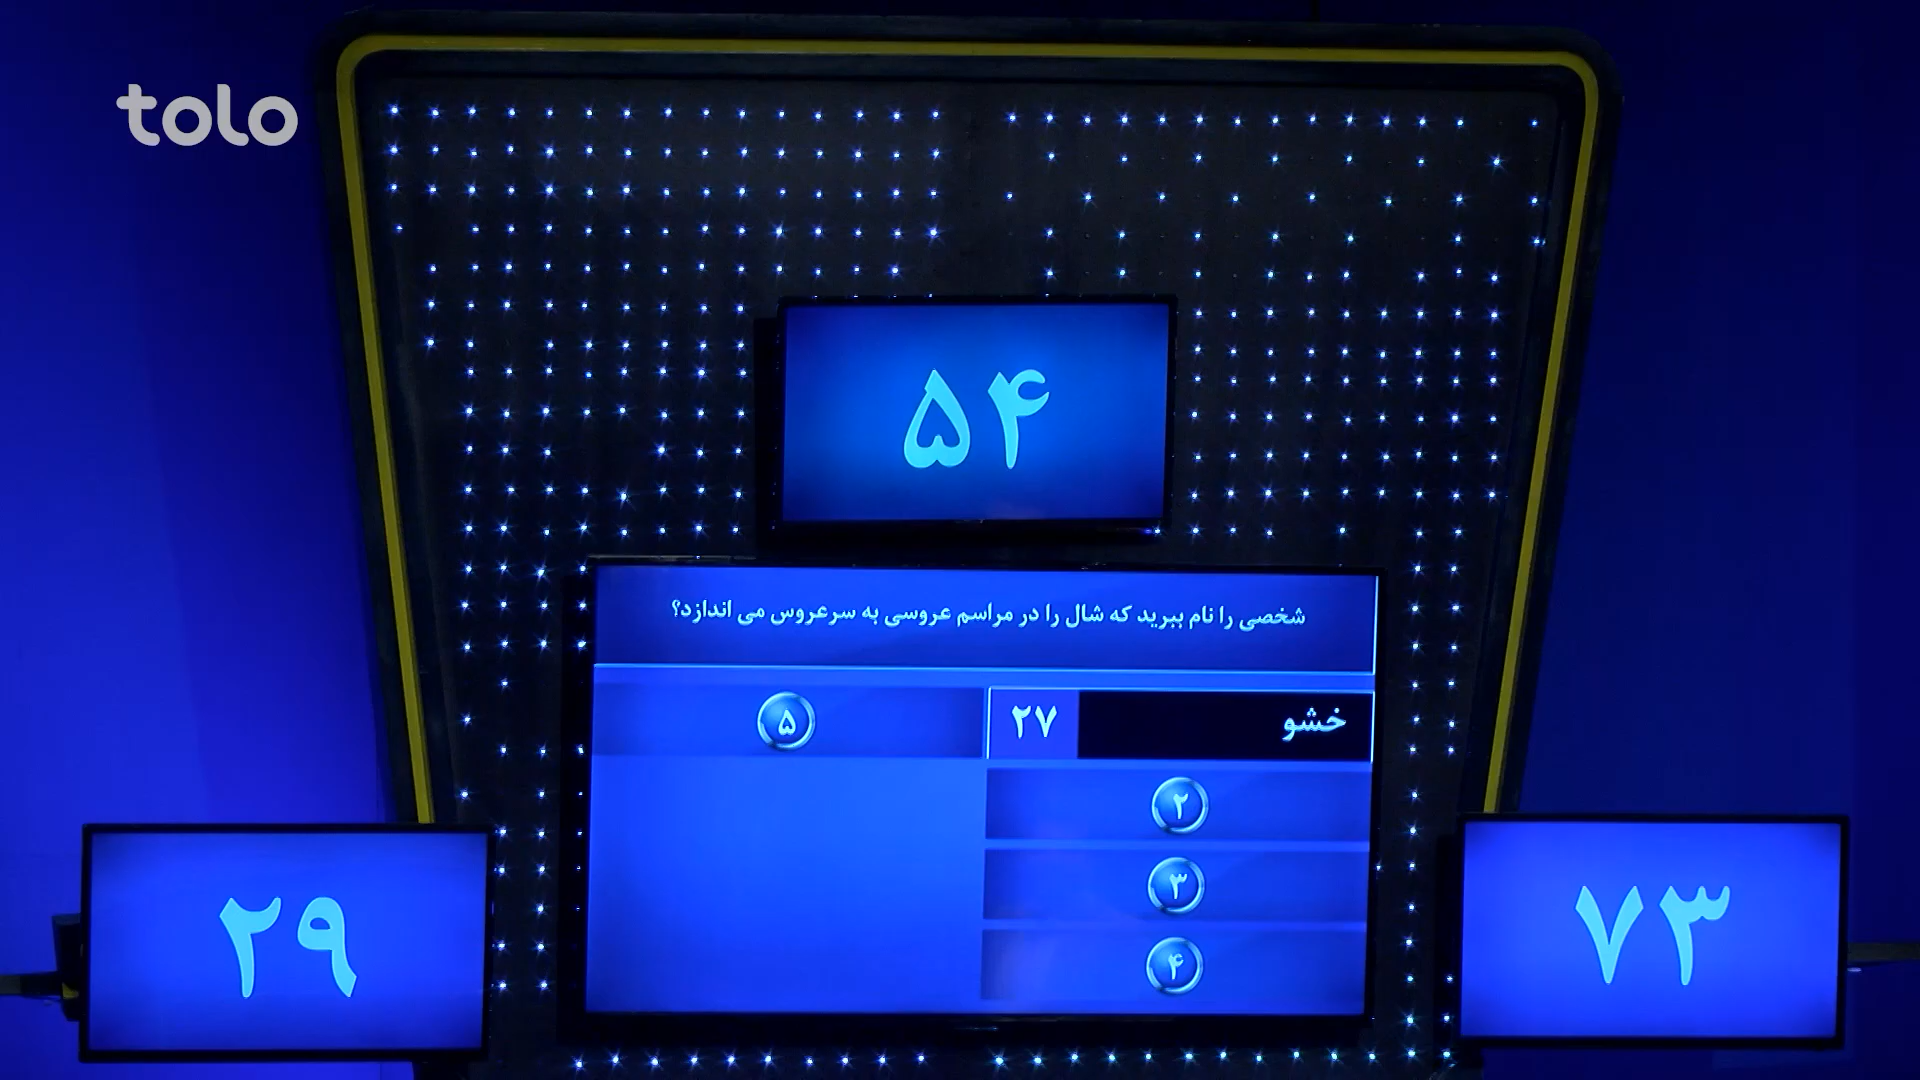 tolo
۵۴
شخصی را نام ببرید که شال را در مراسم عروسی به سرعروس می اندازد؟
خشو ۲۷
۵
۲
۳
۴
۲۹
۷۳